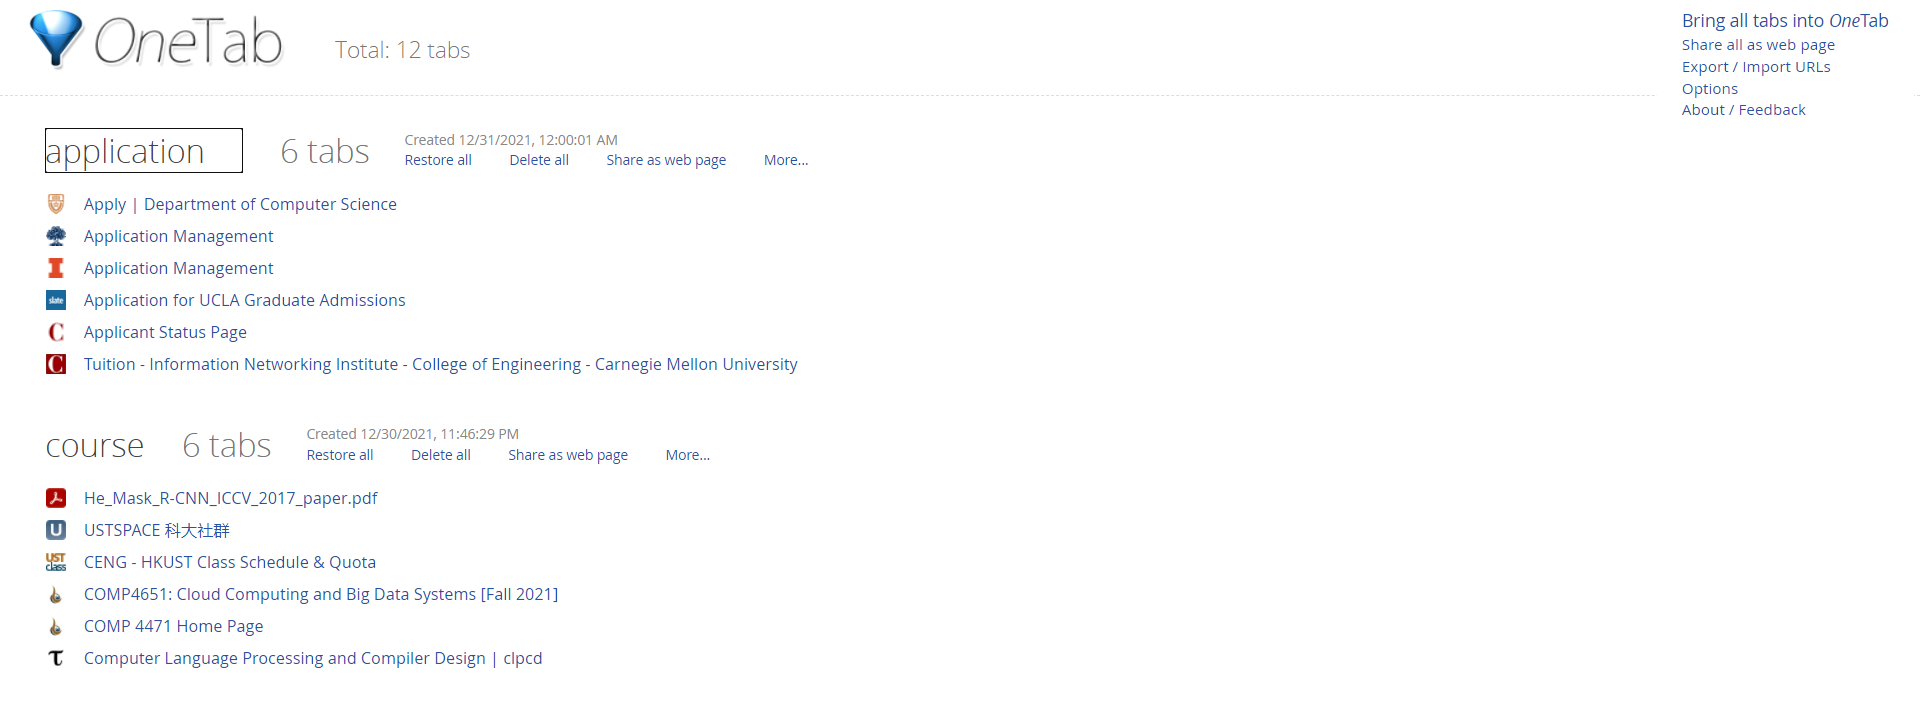 OneTab
Total: 12 tabs
Bring all tabs into OneTab
Share all as web page
Export / Import URLs
Options
About / Feedback
application
6 tabs
Created 12/31/2021, 12:00:01 AM
Restore all Delete all Share as web page More...
Apply | Department of Computer Science
Application Management
I Application Management
slate Application for UCLA Graduate Admissions
C Applicant Status Page
C Tuition - Information Networking Institute - College of Engineering - Carnegie Mellon University
course
6 tabs
Created 12/30/2021, 11:46:29 PM
Restore all Delete all Share as web page More...
He_Mask_R-CNN_ICCV_2017_paper.pdf
U USTSPACE 科大社群
UST class CENG - HKUST Class Schedule & Quota
COMP4651: Cloud Computing and Big Data Systems [Fall 2021]
COMP 4471 Home Page
τ Computer Language Processing and Compiler Design | clpcd